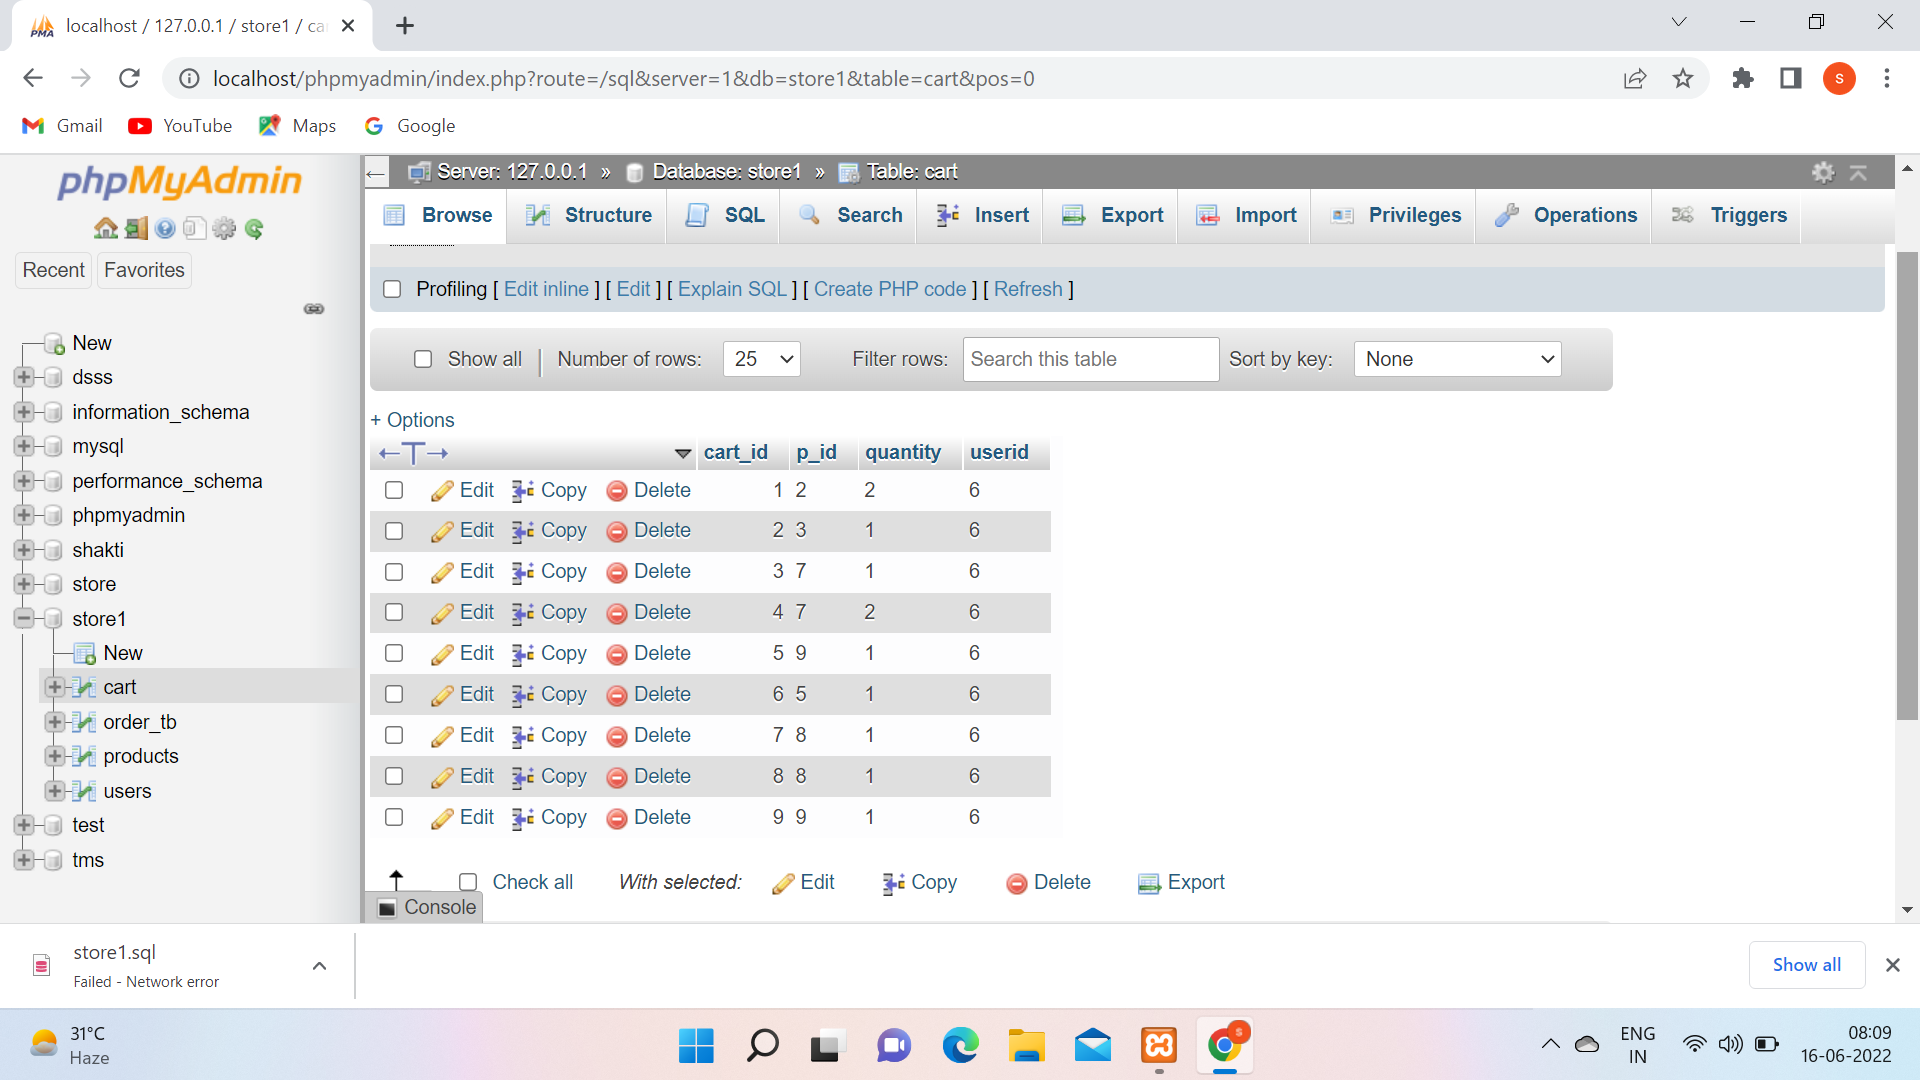 localhost / 127.0.0.1 / store1 / ca
localhost/phpmyadmin/index.php?route=/sql&server=1&db=store1&table=cart&pos=0
s
Gmail YouTube Maps Google
phpMyAdmin
Recent Favorites
New
dsss
information_schema
mysql
performance_schema
phpmyadmin
shakti
store
store1
New
cart
order_tb
products
users
test
tms
Server: 127.0.0.1 » Database: store1 » Table: cart
Browse Structure SQL Search Insert Export Import Privileges Operations Triggers
Profiling [ Edit inline ] [ Edit ] [ Explain SQL ] [ Create PHP code ] [ Refresh ]
Show all Number of rows: 25 Filter rows: Search this table Sort by key: None
+ Options
←T→ cart_id p_id quantity userid
Edit Copy Delete 1 2 2 6
Edit Copy Delete 2 3 1 6
Edit Copy Delete 3 7 1 6
Edit Copy Delete 4 7 2 6
Edit Copy Delete 5 9 1 6
Edit Copy Delete 6 5 1 6
Edit Copy Delete 7 8 1 6
Edit Copy Delete 8 8 1 6
Edit Copy Delete 9 9 1 6
Check all With selected: Edit Copy Delete Export
Console
store1.sql
Failed - Network error
Show all
31°C
Haze
ENG
IN
08:09
16-06-2022